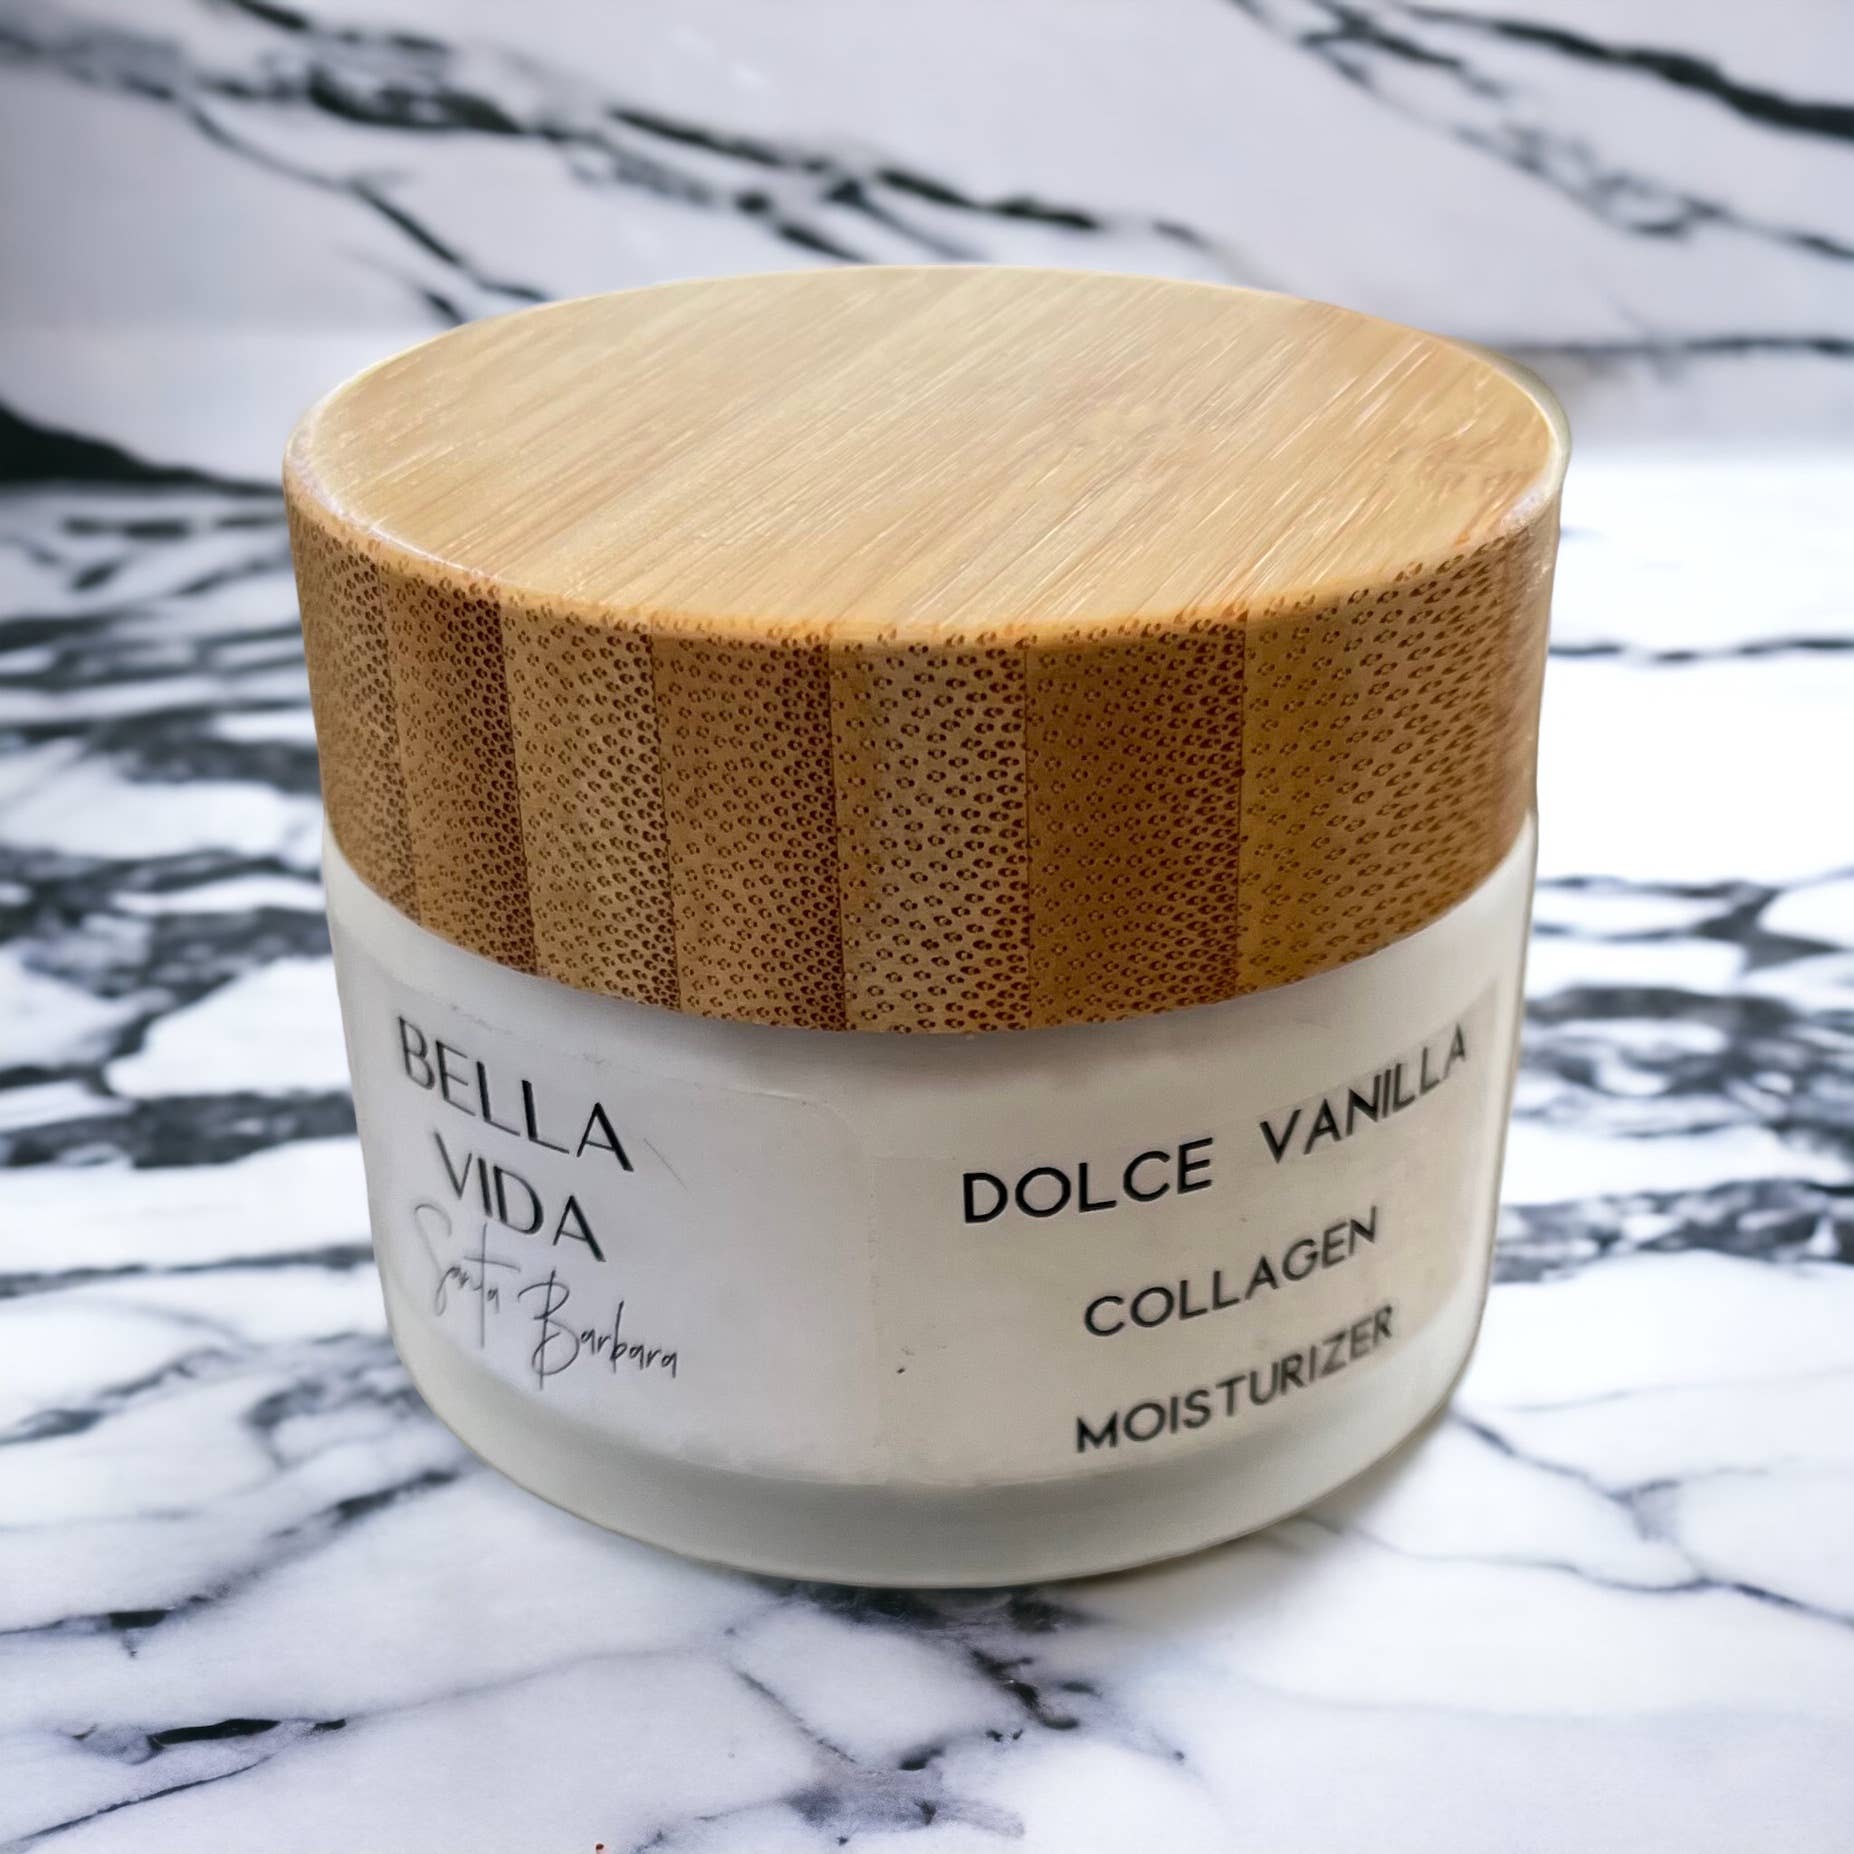 BELLA
VIDA
Santa Barbara
DOLCE VANILLA
COLLAGEN
MOISTURIZER